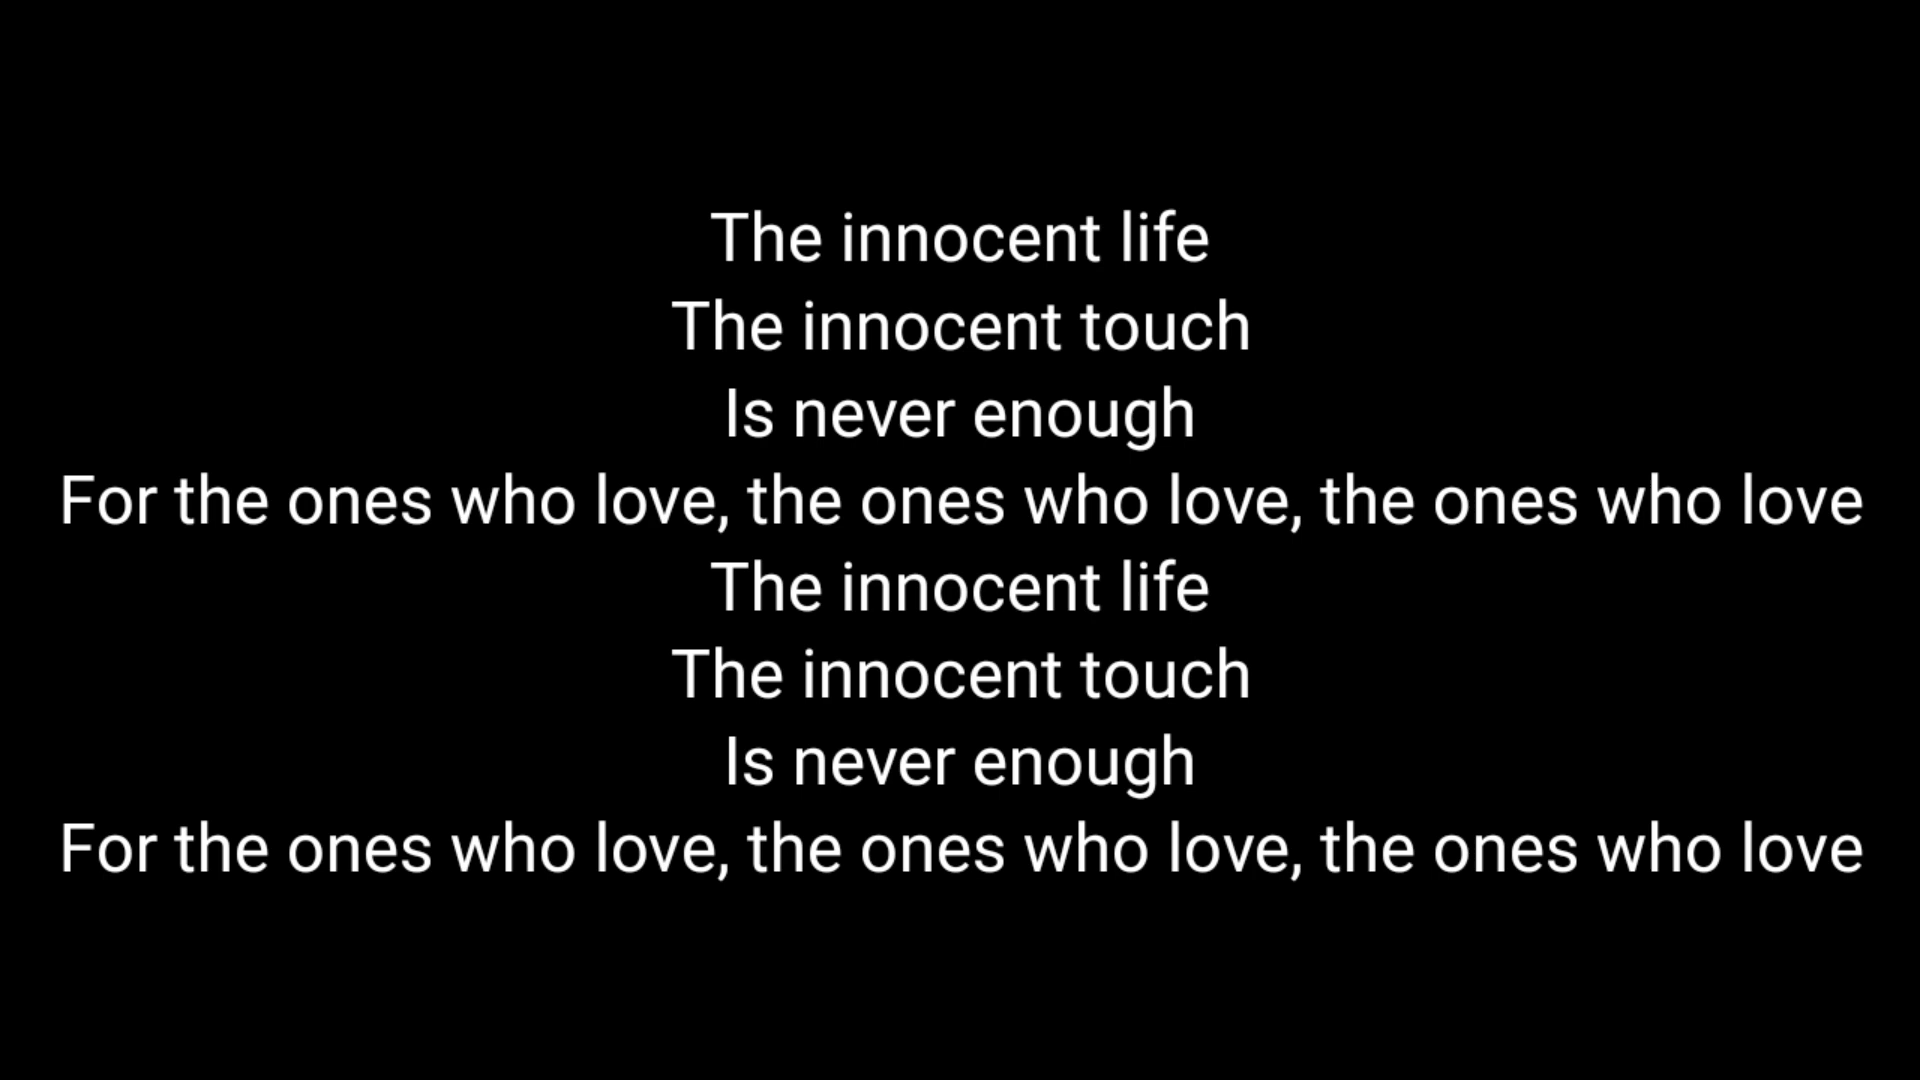 The innocent life
The innocent touch
Is never enough
For the ones who love, the ones who love, the ones who love
The innocent life
The innocent touch
Is never enough
For the ones who love, the ones who love, the ones who love